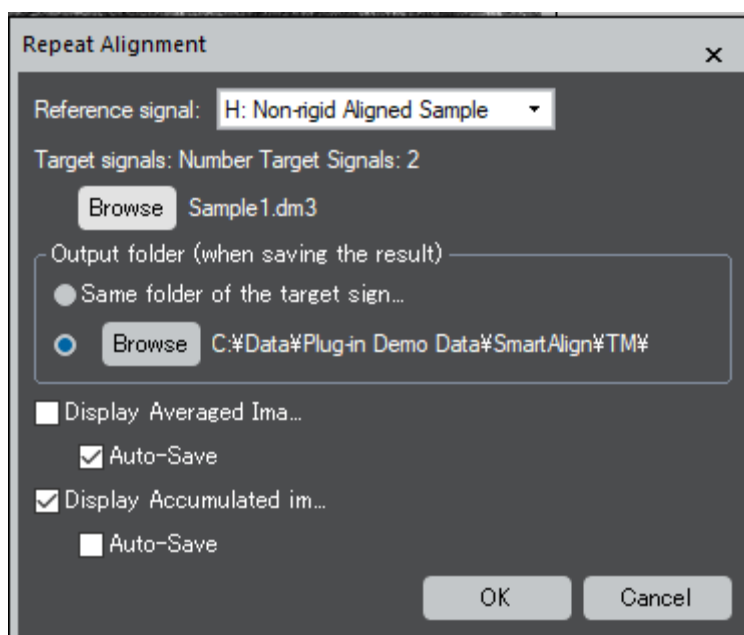 Repeat Alignment
Reference signal: H: Non-rigid Aligned Sample
Target signals: Number Target Signals: 2
Browse Sample1.dm3
Output folder (when saving the result)
Same folder of the target sign...
Browse C:¥Data¥Plug-in Demo Data¥SmartAlign¥TM¥
Display Averaged Ima...
Auto-Save
Display Accumulated im...
Auto-Save
OK Cancel